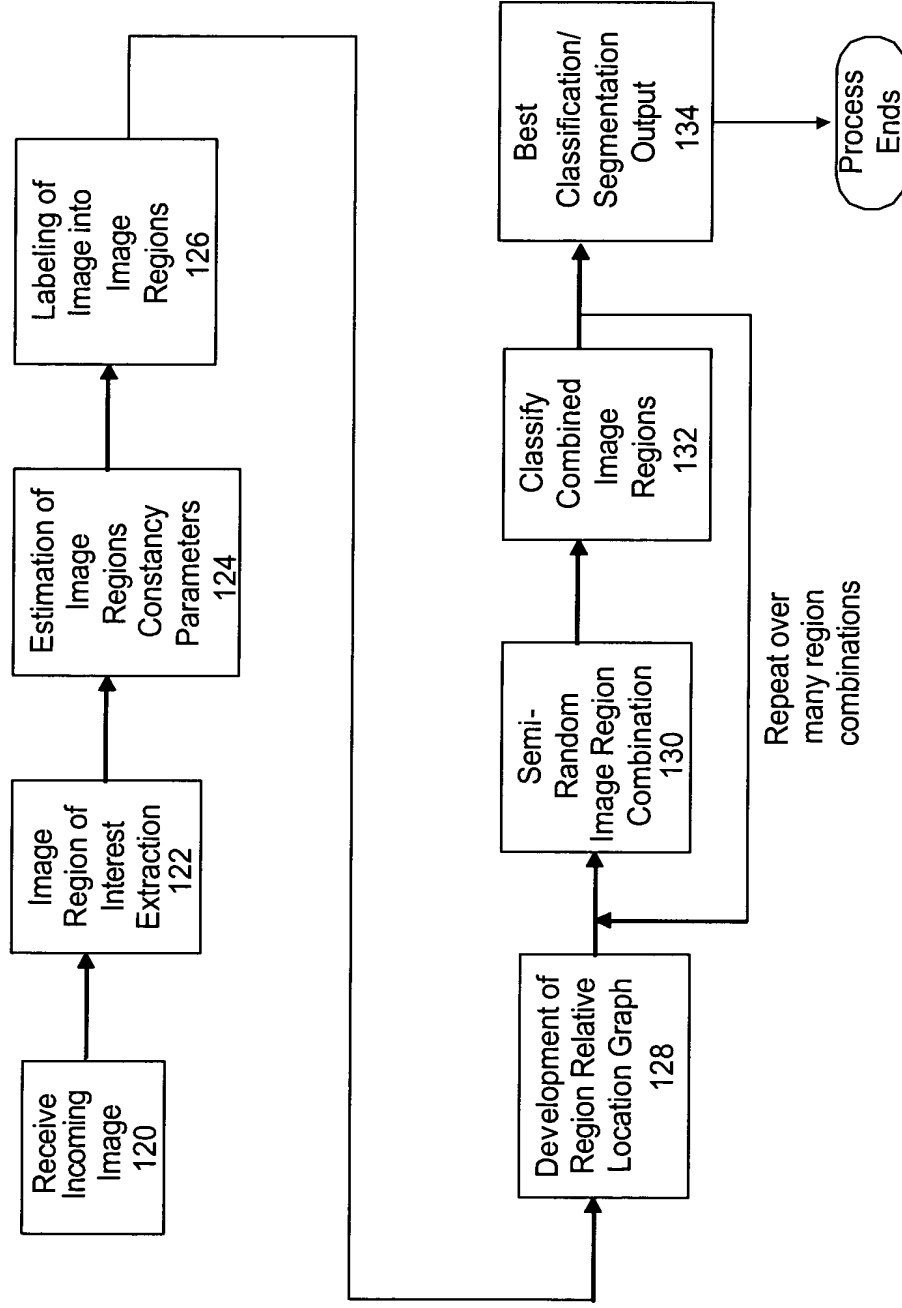 Receive
Incoming
Image
120
Image
Region of
Interest
Extraction
122
Estimation of
Image
Regions
Constancy
Parameters
124
Labeling of
Image into
Image
Regions
126
Development of
Region Relative
Location Graph
128
Semi-
Random
Image Region
Combination
130
Classify
Combined
Image
Regions
132
Repeat over
many region
combinations
Best
Classification/
Segmentation
Output
134
Process
Ends